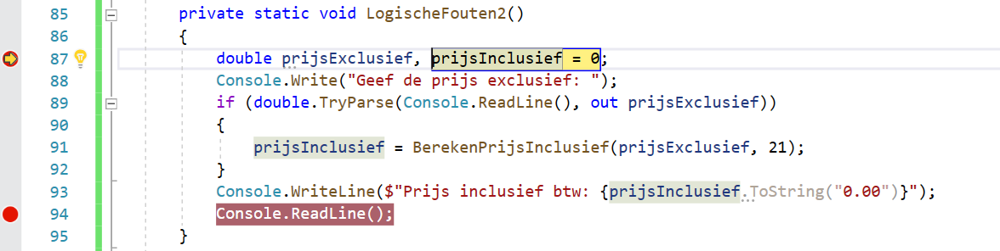 85 private static void LogischeFouten2()
86 {
87 double prijsExclusief, prijsInclusief = 0;
88 Console.Write("Geef de prijs exclusief: ");
89 if (double.TryParse(Console.ReadLine(), out prijsExclusief))
90 {
91 prijsInclusief = BerekenPrijsInclusief(prijsExclusief, 21);
92 }
93 Console.WriteLine($"Prijs inclusief btw: {prijsInclusief.ToString("0.00")}");
94 Console.ReadLine();
95 }